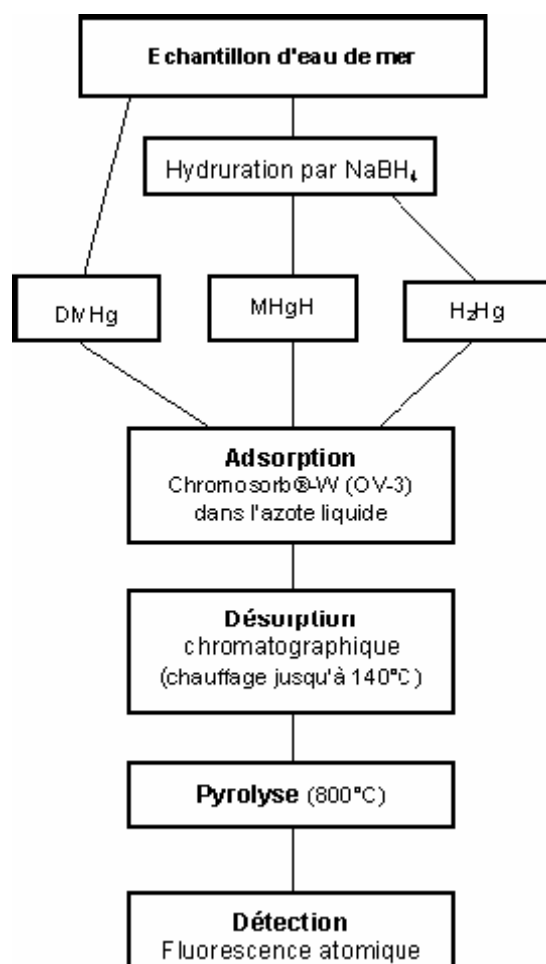 Echantillon d'eau de mer
Hydruration par NaBH₄
DMHg
MHgH
H₂Hg
Adsorption
Chromosorb®-W (OV-3)
dans l'azote liquide
Désorption
chromatographique
(chauffage jusqu'à 140°C)
Pyrolyse (800°C)
Détection
Fluorescence atomique